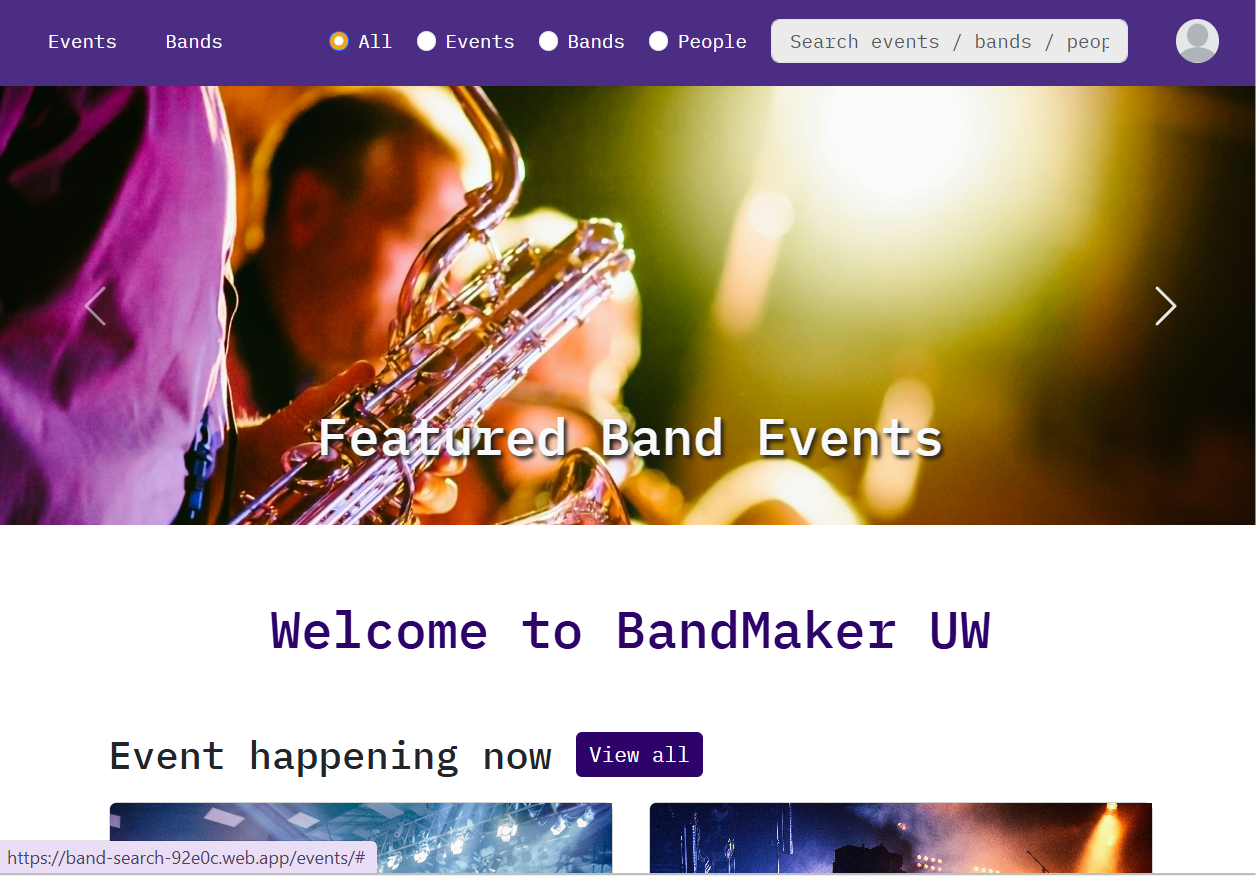 Events Bands All Events Bands People Search events / bands / peop
Featured Band Events
Welcome to BandMaker UW
Event happening now View all
https://band-search-92e0c.web.app/events/#